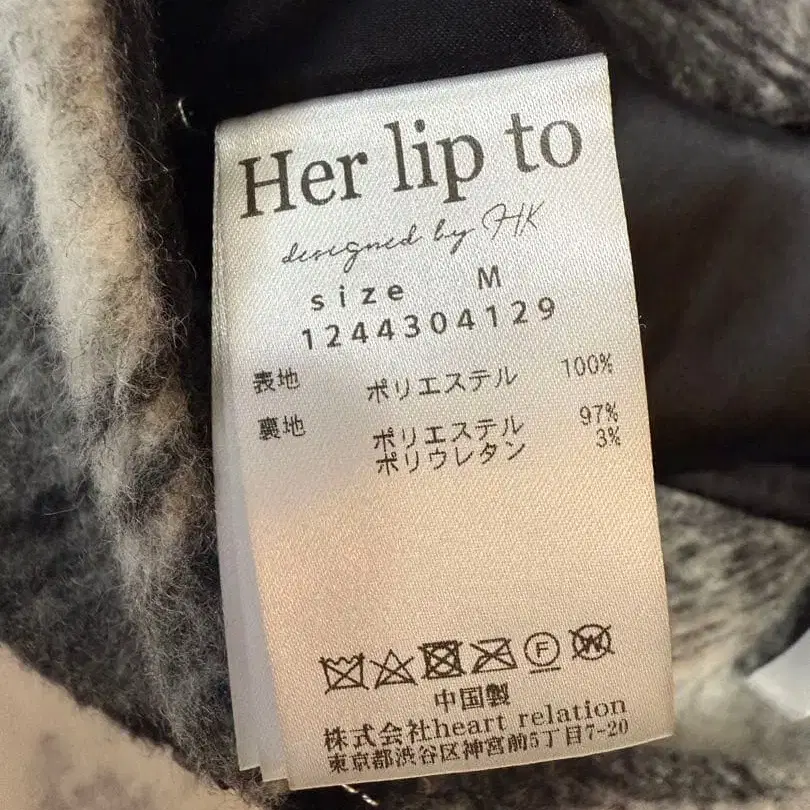 Her lip to
designed by HK
size M
1244304129
表地 ポリエステル 100%
裏地 ポリエステル 97%
ポリウレタン 3%
F W
中国製
株式会社heart relation
東京都渋谷区神宮前5丁目7-20